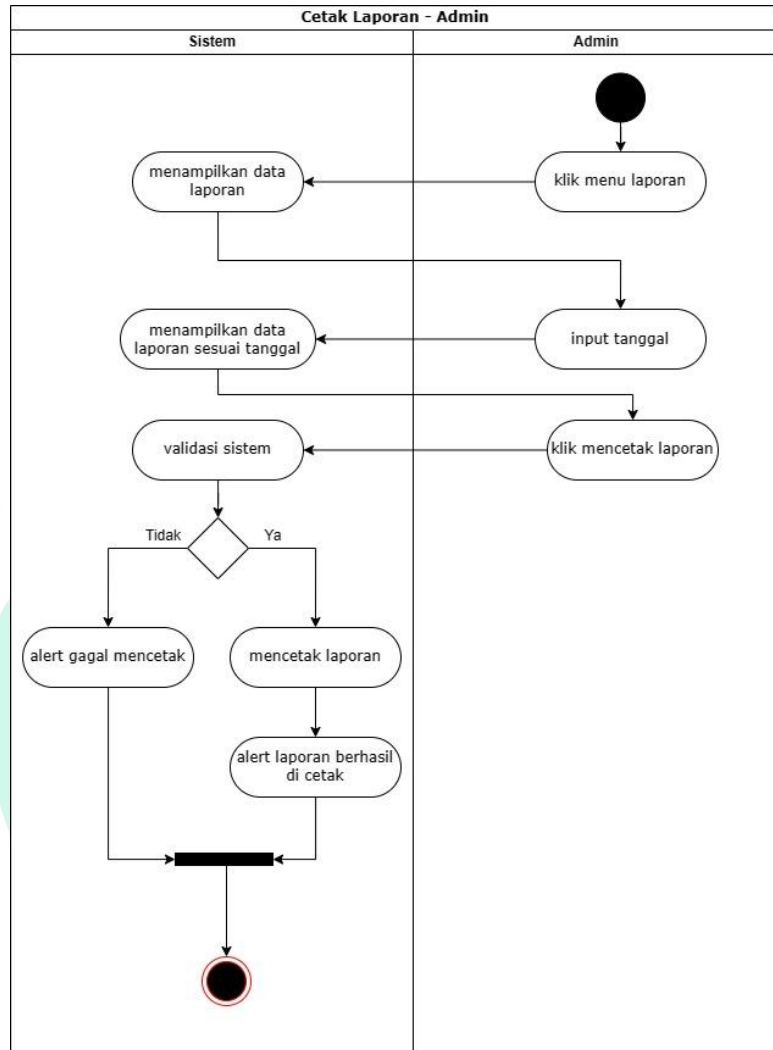 Cetak Laporan - Admin
Sistem
Admin
klik menu laporan
menampilkan data
laporan
input tanggal
menampilkan data
laporan sesuai tanggal
klik mencetak laporan
validasi sistem
Tidak
Ya
alert gagal mencetak
mencetak laporan
alert laporan berhasil
di cetak